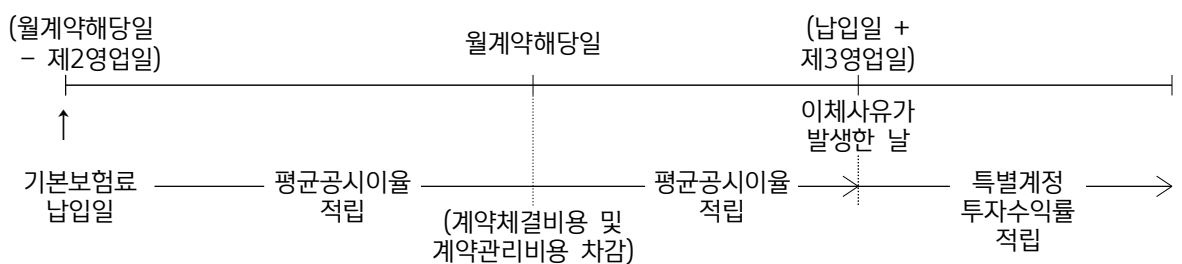 (월계약해당일
- 제2영업일)
월계약해당일
(납입일 +
제3영업일)
이체사유가
발생한 날
기본보험료
납입일
평균공시이율
적립
(계약체결비용 및
계약관리비용 차감)
평균공시이율
적립
특별계정
투자수익률
적립